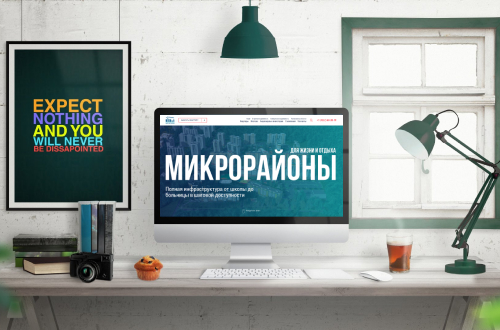 EXPECT
NOTHING
AND YOU
WILL NEVER
BE DISSAPOINTED
ДЛЯ ЖИЗНИ И ОТДЫХА
МИКРОРАЙОНЫ
Полная инфраструктура от школы до
больницы в шаговой доступности